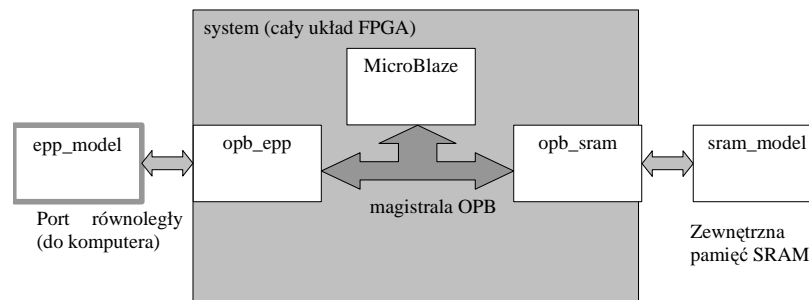 system (cały układ FPGA)
MicroBlaze
epp_model
opb_epp
opb_sram
sram_model
magistrala OPB
Port równoległy
(do komputera)
Zewnętrzna
pamięć SRAM